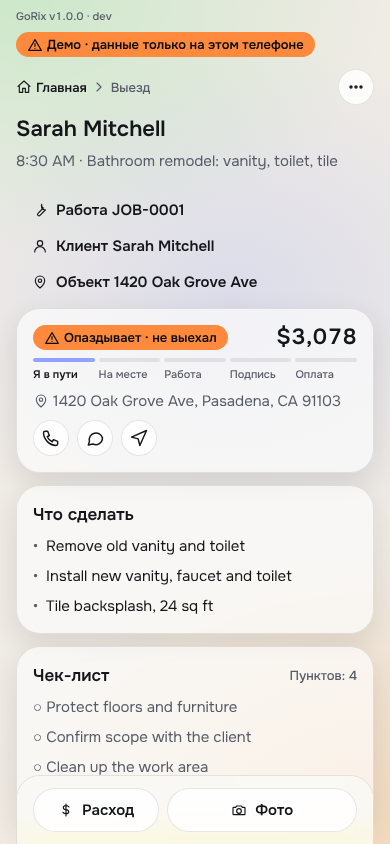 GoRix v1.0.0 · dev
Демо · данные только на этом телефоне
Главная
Выезд
Sarah Mitchell
8:30 AM · Bathroom remodel: vanity, toilet, tile
Работа JOB-0001
Клиент Sarah Mitchell
Объект 1420 Oak Grove Ave
Опаздывает · не выехал
$3,078
Я в пути
На месте
Работа
Подпись
Оплата
1420 Oak Grove Ave, Pasadena, CA 91103
Что сделать
• Remove old vanity and toilet
• Install new vanity, faucet and toilet
• Tile backsplash, 24 sq ft
Чек-лист
Пунктов: 4
○ Protect floors and furniture
○ Confirm scope with the client
○ Clean up the work area
$ Расход
Фото